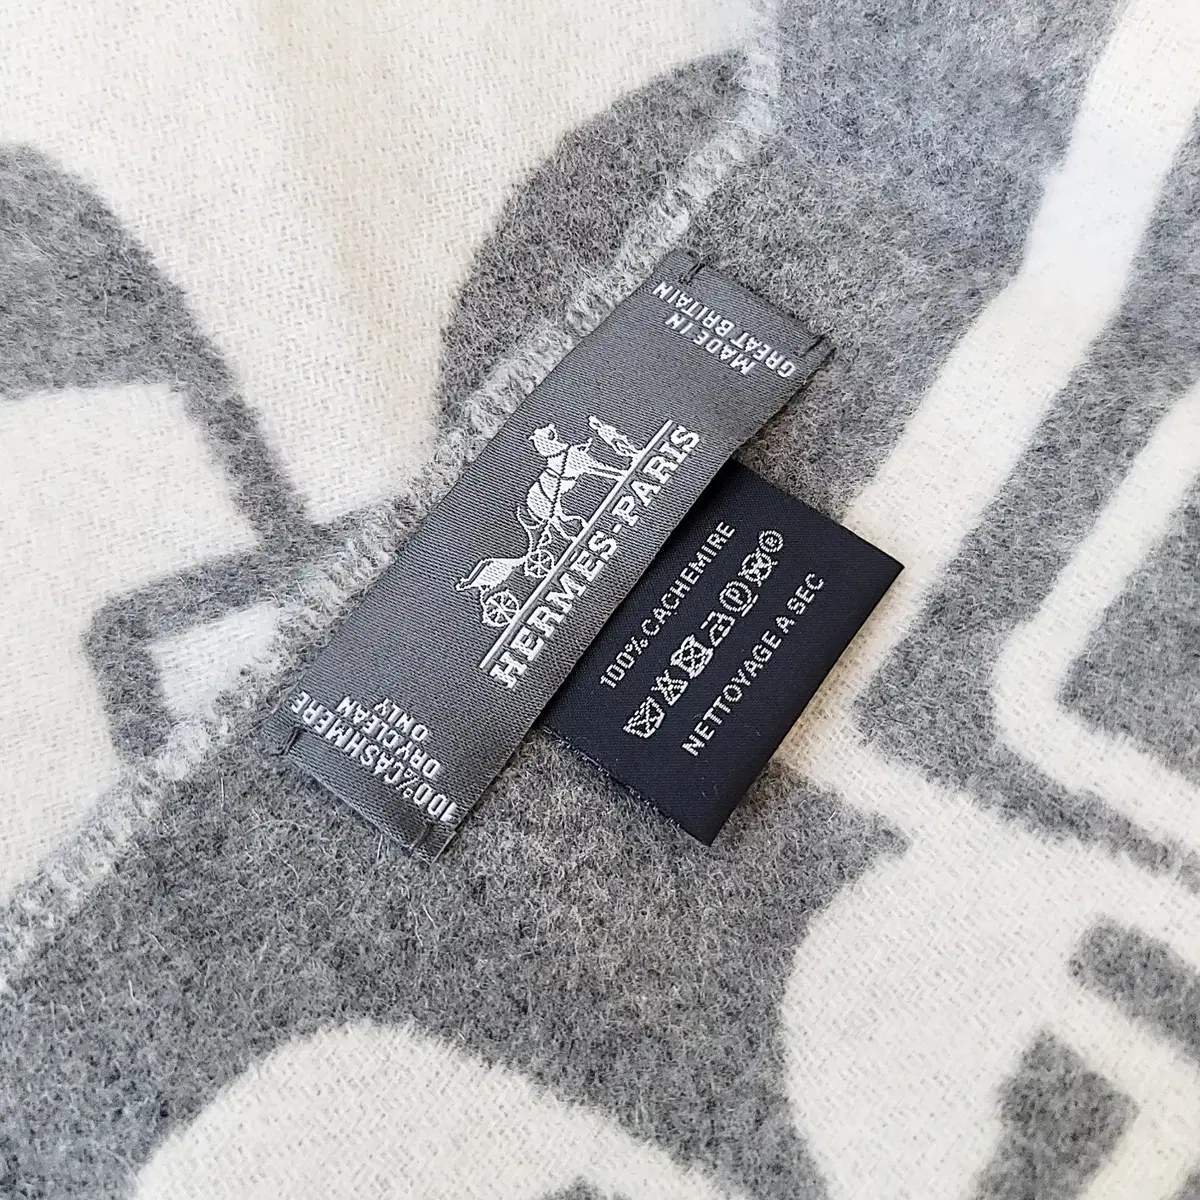 MADE IN
GREAT BRITAIN
HERMES-PARIS
100% CASHMERE
DRYCLEAN
ONLY
100% CACHEMIRE
NETTOYAGE A SEC